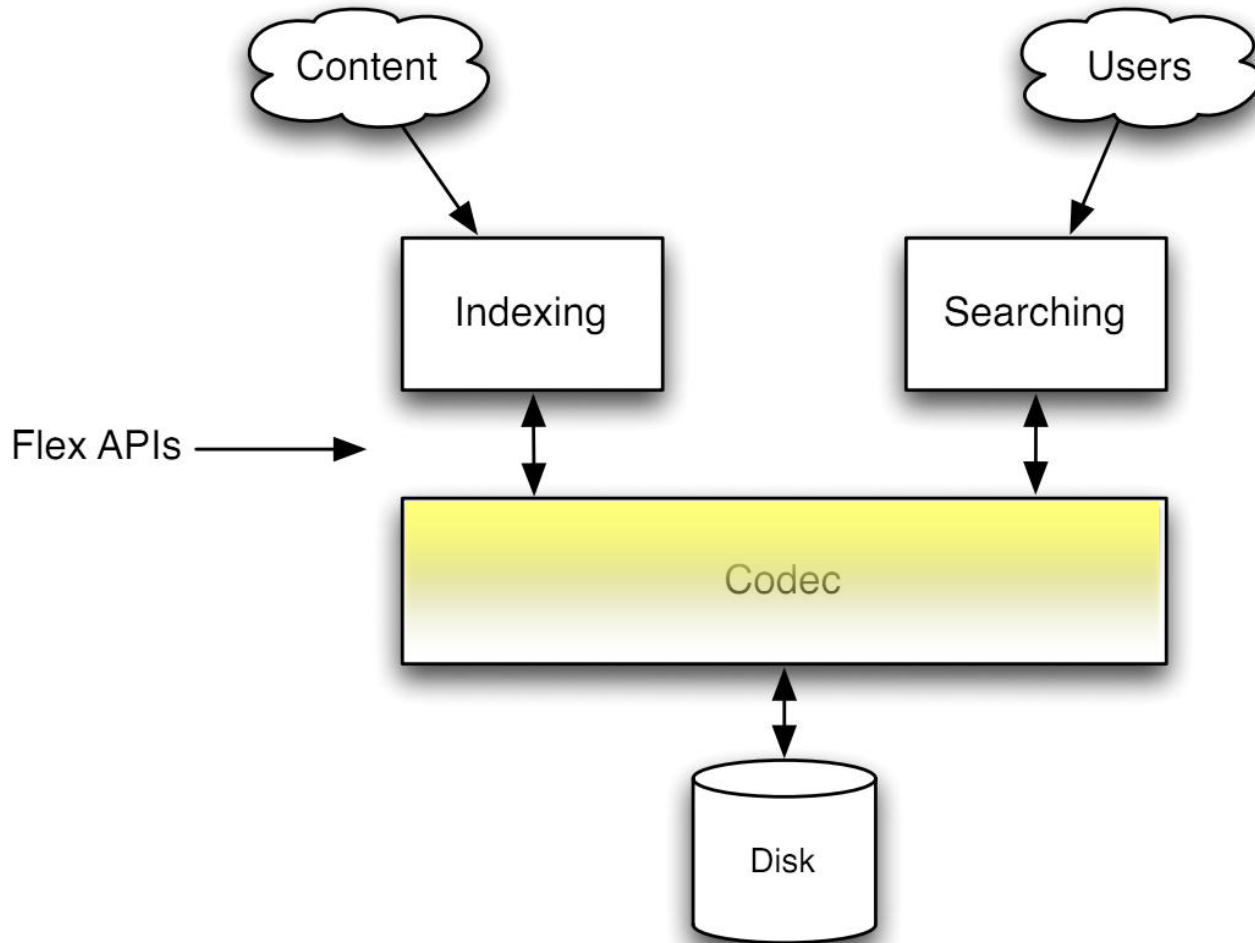 Content
Users
Indexing
Searching
Flex APIs
Codec
Disk